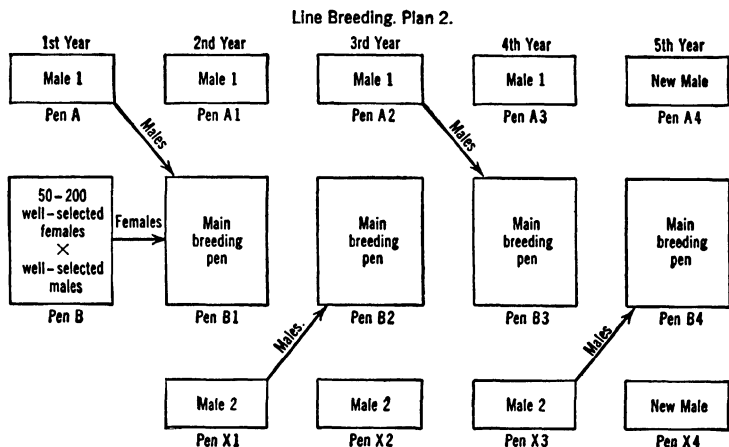 Line Breeding. Plan 2.
1st Year 2nd Year 3rd Year 4th Year 5th Year
Male 1 Male 1 Male 1 Male 1 New Male
Pen A Pen A1 Pen A2 Pen A3 Pen A4
Males Males
50-200
well-selected
females
×
well-selected
males
Females
Main
breeding
pen
Main
breeding
pen
Main
breeding
pen
Main
breeding
pen
Pen B Pen B1 Pen B2 Pen B3 Pen B4
Males. Males
Male 2 Male 2 Male 2 New Male
Pen X1 Pen X2 Pen X3 Pen X4